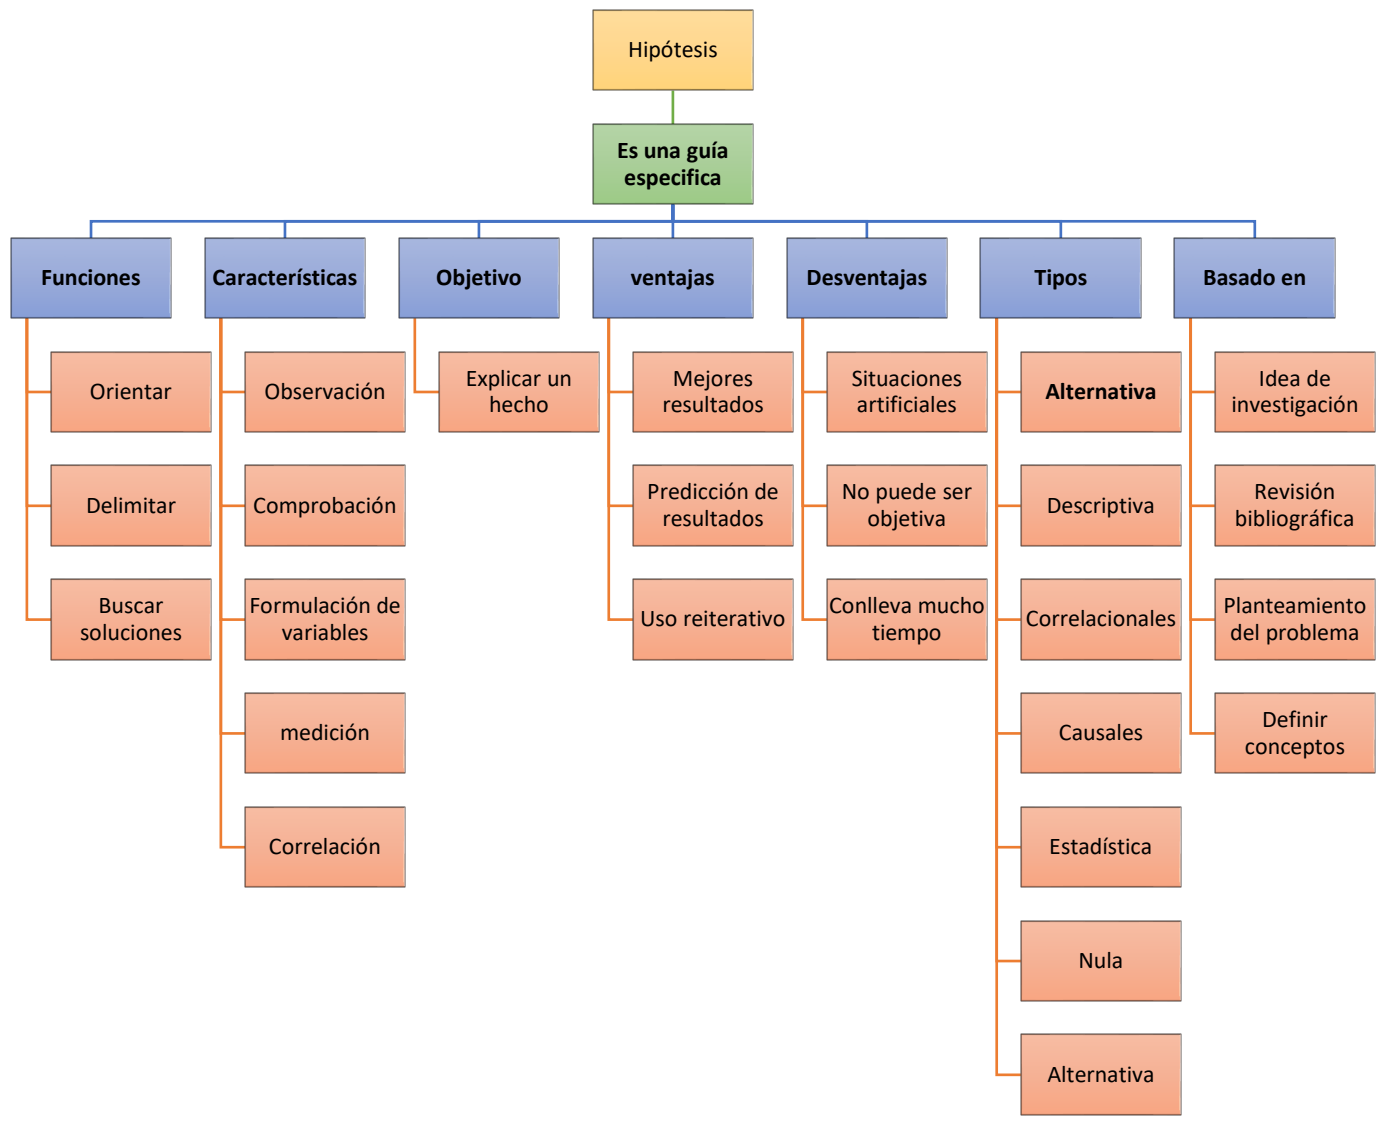 Hipótesis
Es una guía
especifica
Funciones
Característícas
Objetivo
ventajas
Desventajas
Tipos
Basado en
Orientar
Delimitar
Buscar
soluciones
Observación
Comprobación
Formulación de
variables
medición
Correlación
Explicar un
hecho
Mejores
resultados
Predicción de
resultados
Uso reiterativo
Situaciones
artificiales
No puede ser
objetiva
Conlleva mucho
tiempo
Alternativa
Descriptiva
Correlacionales
Causales
Estadística
Nula
Alternativa
Idea de
investigación
Revisión
bibliográfica
Planteamiento
del problema
Definir
conceptos